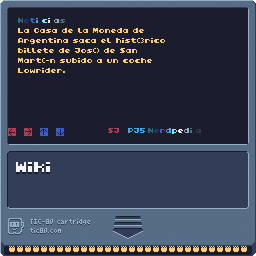 Noticias
La Casa de la Moneda de
Argentina saca el hist()rico
billete de Jos() de San
Mart(-n subido a un coche
Lowrider.
SJ PJS Nerdpedia
Wiki
TIC-80 cartridge
tic80.com